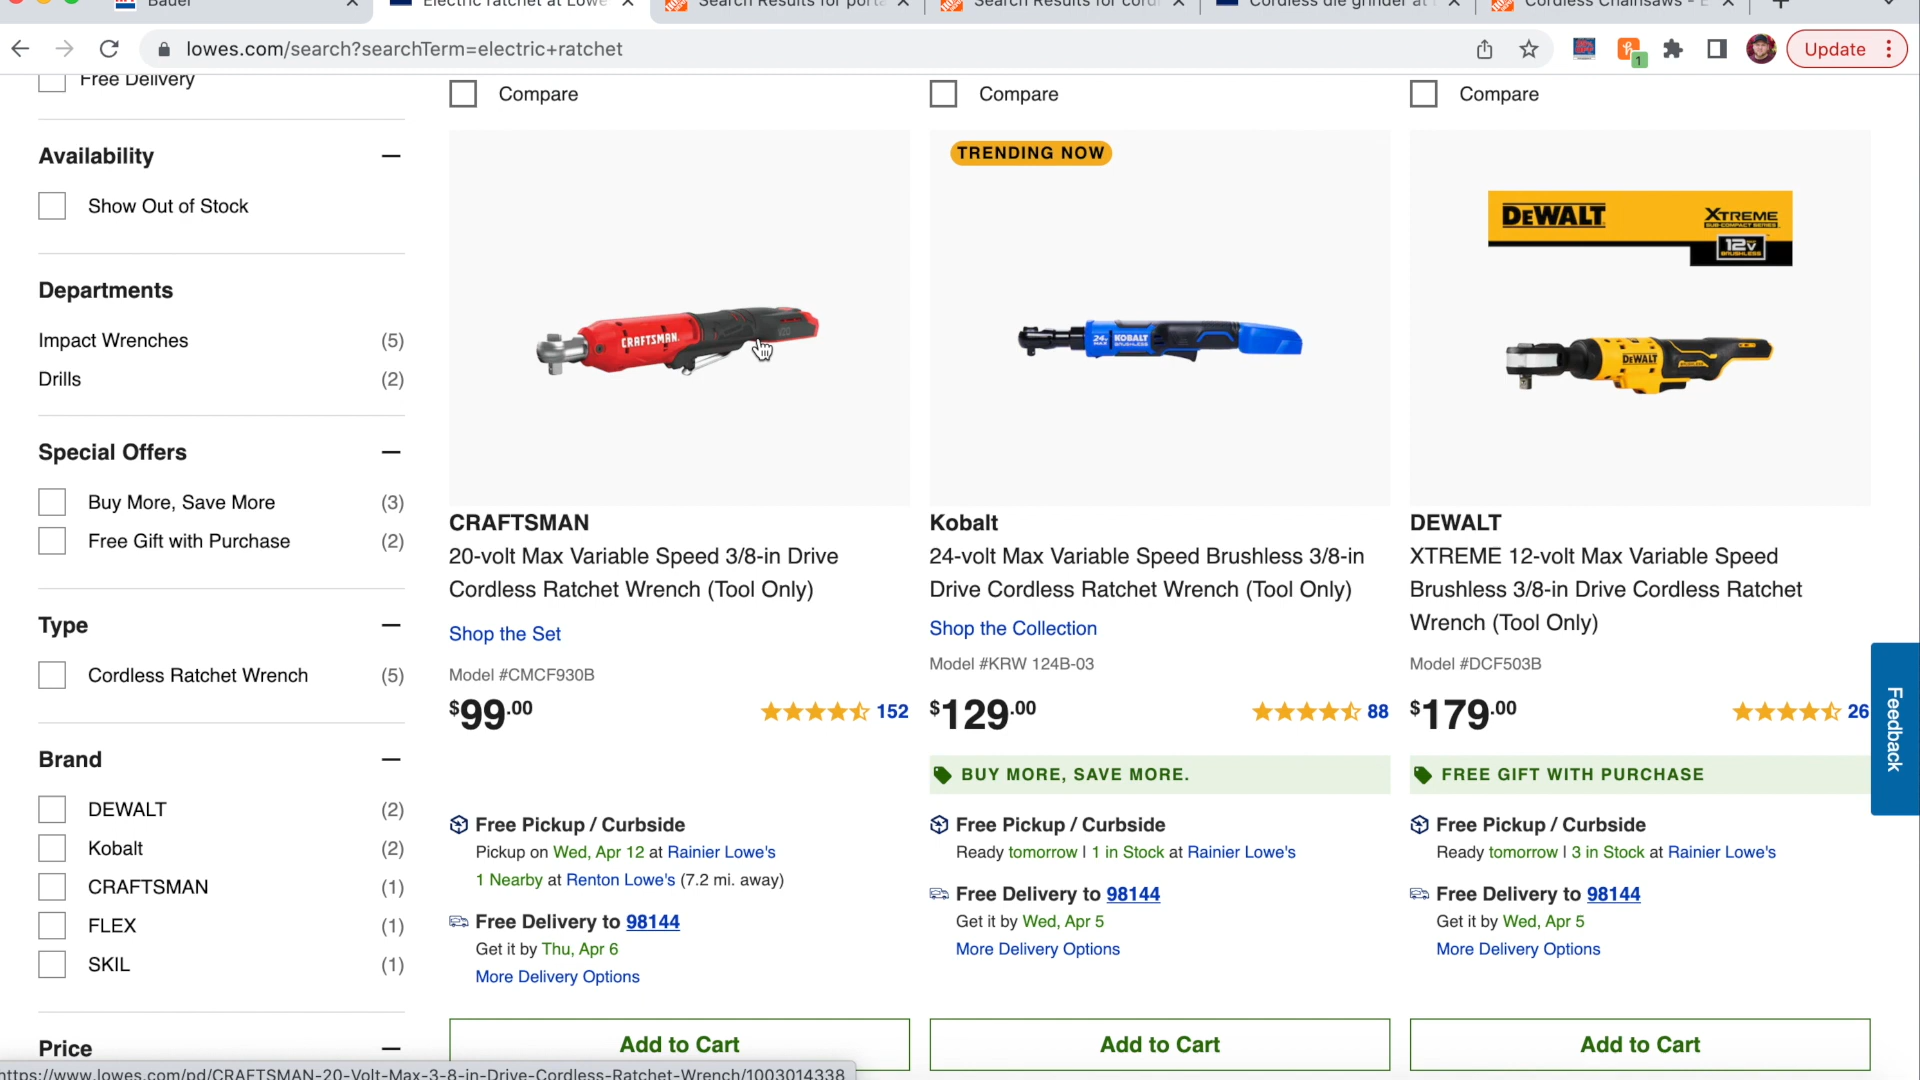 Bauer
Electric ratchet at Lowe
Search Results for porta
Search Results for cordl
Cordless die grinder at
Cordless Chainsaws - E
lowes.com/search?searchTerm=electric+ratchet
1
Update
Free Delivery
Availability
Show Out of Stock
Departments
Impact Wrenches (5)
Drills (2)
Special Offers
Buy More, Save More (3)
Free Gift with Purchase (2)
Type
Cordless Ratchet Wrench (5)
Brand
DEWALT (2)
Kobalt (2)
CRAFTSMAN (1)
FLEX (1)
SKIL (1)
Price
Compare
CRAFTSMAN
CRAFTSMAN
20-volt Max Variable Speed 3/8-in Drive
Cordless Ratchet Wrench (Tool Only)
Shop the Set
Model #CMCF930B
$99.00
152
Free Pickup / Curbside
Pickup on Wed, Apr 12 at Rainier Lowe's
1 Nearby at Renton Lowe's (7.2 mi. away)
Free Delivery to 98144
Get it by Thu, Apr 6
More Delivery Options
Add to Cart
Compare
TRENDING NOW
24v MAX
KOBALT
BRUSHLESS
Kobalt
24-volt Max Variable Speed Brushless 3/8-in
Drive Cordless Ratchet Wrench (Tool Only)
Shop the Collection
Model #KRW 124B-03
$129.00
88
BUY MORE, SAVE MORE.
Free Pickup / Curbside
Ready tomorrow | 1 in Stock at Rainier Lowe's
Free Delivery to 98144
Get it by Wed, Apr 5
More Delivery Options
Add to Cart
Compare
DEWALT
XTREME
SUBCOMPACT SERIES
12V
BRUSHLESS
DEWALT
DEWALT
XTREME 12-volt Max Variable Speed
Brushless 3/8-in Drive Cordless Ratchet
Wrench (Tool Only)
Model #DCF503B
$179.00
26
FREE GIFT WITH PURCHASE
Free Pickup / Curbside
Ready tomorrow | 3 in Stock at Rainier Lowe's
Free Delivery to 98144
Get it by Wed, Apr 5
More Delivery Options
Add to Cart
Feedback
https://www.lowes.com/pd/CRAFTSMAN-20-Volt-Max-3-8-in-Drive-Cordless-Ratchet-Wrench/1003014338